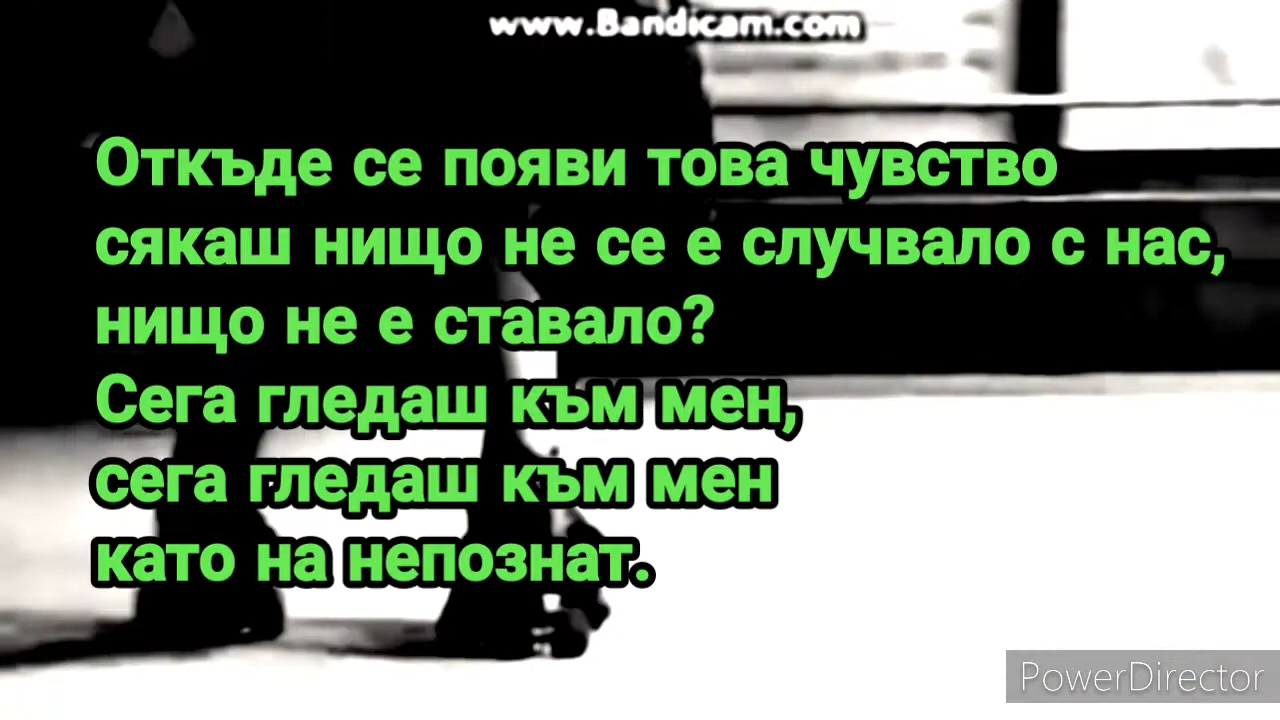 www.Bandicam.com
Откъде се появи това чувство
сякаш нищо не се е случвало с нас,
нищо не е ставало?
Сега гледаш към мен,
сега гледаш към мен
като на непознат.
PowerDirector